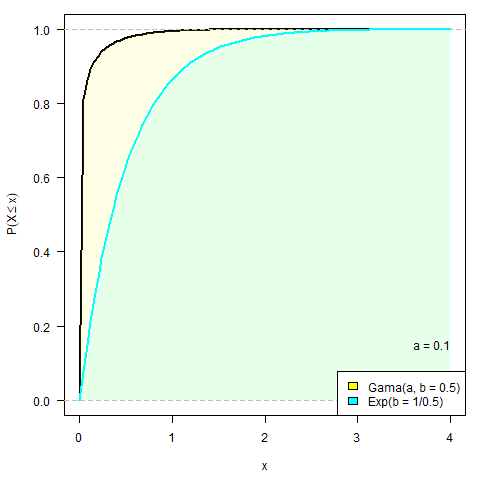 1.0
0.8
0.6
0.4
0.2
0.0
P(X ≤ x)
a = 0.1
Gama(a, b = 0.5)
Exp(b = 1/0.5)
0 1 2 3 4
x